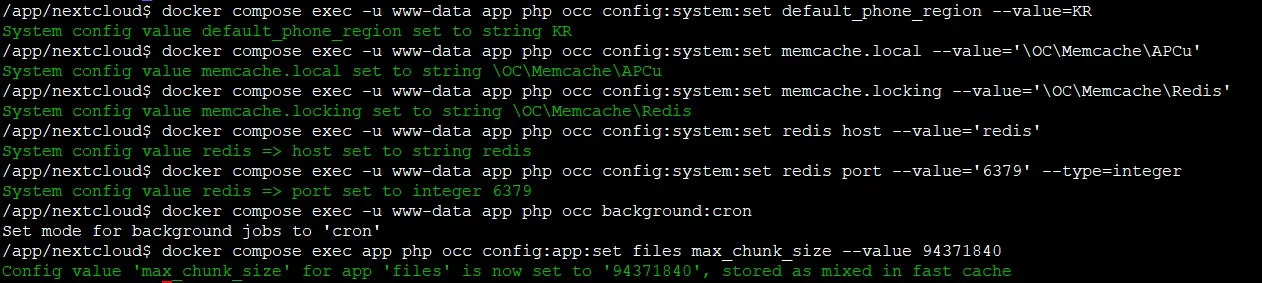 /app/nextcloud$ docker compose exec -u www-data app php occ config:system:set default_phone_region --value=KR
System config value default_phone_region set to string KR
/app/nextcloud$ docker compose exec -u www-data app php occ config:system:set memcache.local --value='\OC\Memcache\APCu'
System config value memcache.local set to string \OC\Memcache\APCu
/app/nextcloud$ docker compose exec -u www-data app php occ config:system:set memcache.locking --value='\OC\Memcache\Redis'
System config value memcache.locking set to string \OC\Memcache\Redis
/app/nextcloud$ docker compose exec -u www-data app php occ config:system:set redis host --value='redis'
System config value redis => host set to string redis
/app/nextcloud$ docker compose exec -u www-data app php occ config:system:set redis port --value='6379' --type=integer
System config value redis => port set to integer 6379
/app/nextcloud$ docker compose exec -u www-data app php occ background:cron
Set mode for background jobs to 'cron'
/app/nextcloud$ docker compose exec app php occ config:app:set files max_chunk_size --value 94371840
Config value 'max_chunk_size' for app 'files' is now set to '94371840', stored as mixed in fast cache